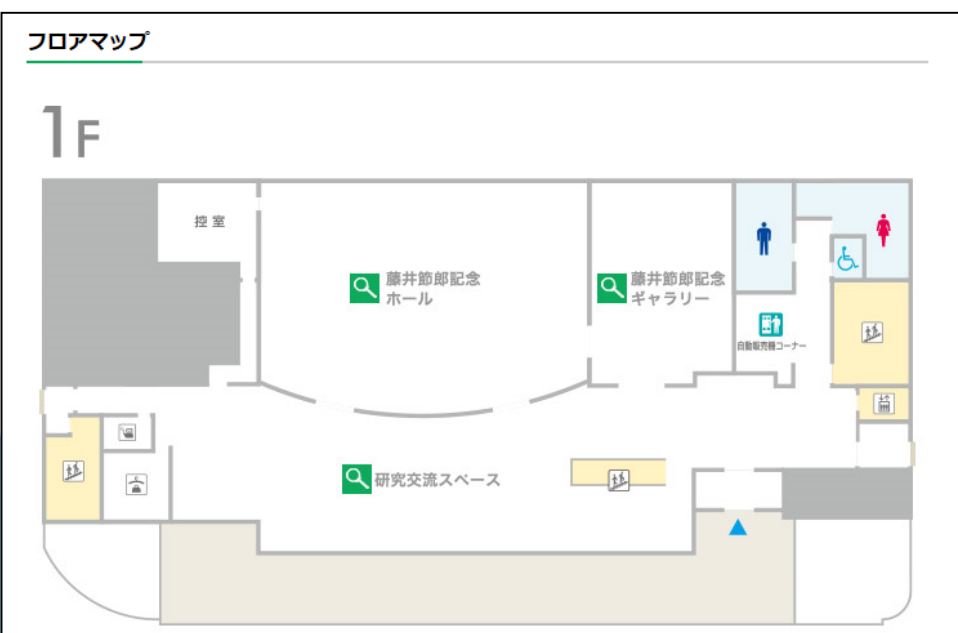 フロアマップ
1F
控室
藤井節郎記念
ホール
藤井節郎記念
ギャラリー
自動販売機コーナー
研究交流スペース